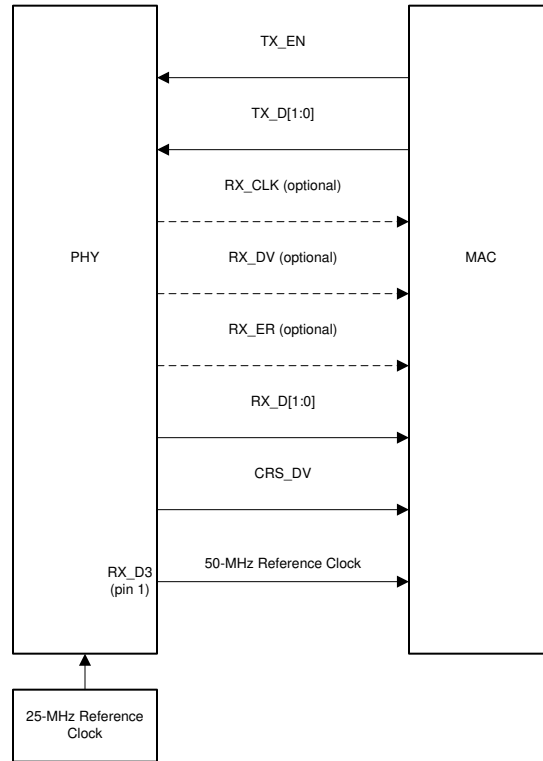 TX_EN
TX_D[1:0]
RX_CLK (optional)
PHY
RX_DV (optional)
MAC
RX_ER (optional)
RX_D[1:0]
CRS_DV
RX_D3
(pin 1)
50-MHz Reference Clock
25-MHz Reference
Clock